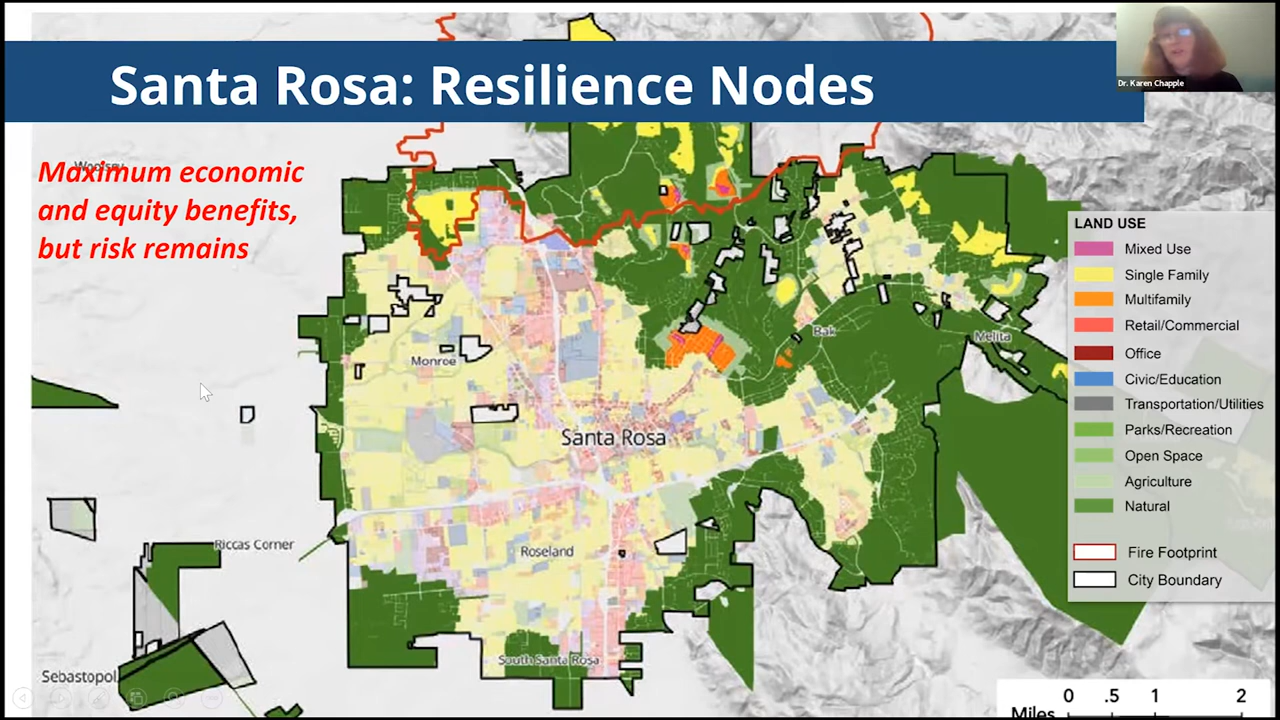 Santa Rosa: Resilience Nodes
Dr. Karen Chapple
Maximum economic
and equity benefits,
but risk remains
LAND USE
Mixed Use
Single Family
Multifamily
Retail/Commercial
Office
Civic/Education
Transportation/Utilities
Parks/Recreation
Open Space
Agriculture
Natural
Fire Footprint
City Boundary
Monroe
Bak
Melita
Santa Rosa
Riccas Corner
Roseland
South Santa Rosa
Sebastopol
0 .5 1 2
Miles